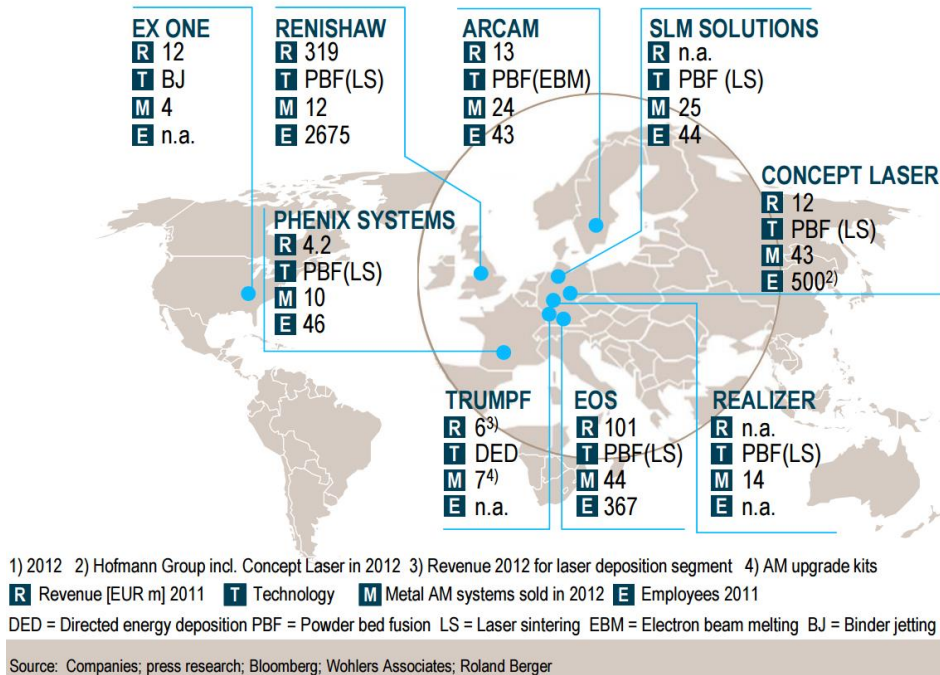 EX ONE
R 12
T BJ
M 4
E n.a.
RENISHAW
R 319
T PBF(LS)
M 12
E 2675
ARCAM
R 13
T PBF(EBM)
M 24
E 43
SLM SOLUTIONS
R n.a.
T PBF (LS)
M 25
E 44
CONCEPT LASER
R 12
T PBF (LS)
M 43
E 500²⁾
PHENIX SYSTEMS
R 4.2
T PBF(LS)
M 10
E 46
TRUMPF
R 6³⁾
T DED
M 7⁴⁾
E n.a.
EOS
R 101
T PBF(LS)
M 44
E 367
REALIZER
R n.a.
T PBF(LS)
M 14
E n.a.
1) 2012 2) Hofmann Group incl. Concept Laser in 2012 3) Revenue 2012 for laser deposition segment 4) AM upgrade kits
R Revenue [EUR m] 2011 T Technology M Metal AM systems sold in 2012 E Employees 2011
DED = Directed energy deposition PBF = Powder bed fusion LS = Laser sintering EBM = Electron beam melting BJ = Binder jetting
Source: Companies; press research; Bloomberg; Wohlers Associates; Roland Berger